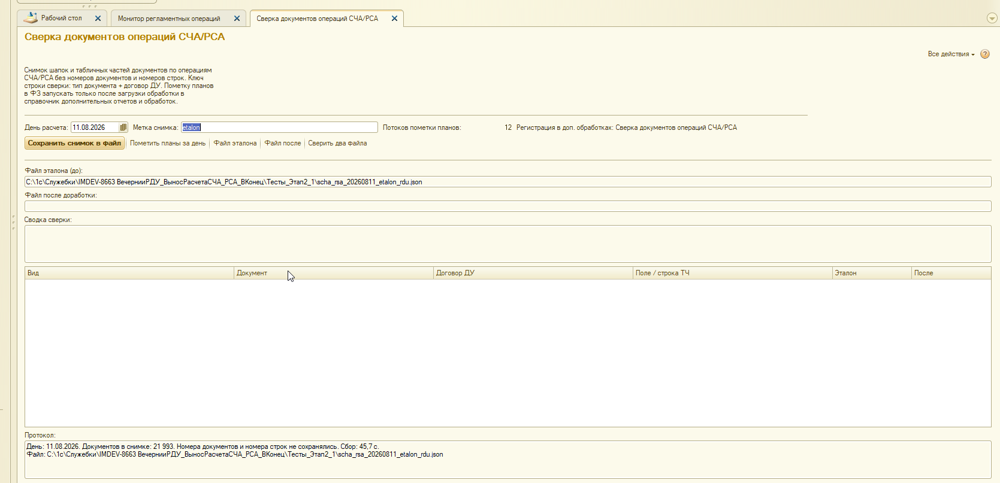 Рабочий стол
Монитор регламентных операций
Сверка документов операций СЧА/РСА
Сверка документов операций СЧА/РСА
Все действия
?
Снимок шапок и табличных частей документов по операциям
СЧА/РСА без номеров документов и номеров строк. Ключ
строки сверки: тип документа + договор ДУ. Пометку планов
в ФЗ запускать только после загрузки обработки в
справочник дополнительных отчетов и обработок.
День расчета: 11.08.2026 Метка снимка: etalon Потоков пометки планов: 12 Регистрация в доп. обработках: Сверка документов операций СЧА/РСА
Сохранить снимок в файл Пометить планы за день Файл эталона Файл после Сверить два файла
Файл эталона (до):
C:\1c\Служебки\IMDEV-8663 ВечернииРДУ_ВыносРасчетаСЧА_РСА_ВКонец\Тесты_Этап2_1\scha_rsa_20260811_etalon_rdu.json
Файл после доработки:
Сводка сверки:
Вид Документ Договор ДУ Поле / строка ТЧ Эталон После
Протокол:
День: 11.08.2026. Документов в снимке: 21 993. Номера документов и номера строк не сохранялись. Сбор: 45,7 с.
Файл: C:\1c\Служебки\IMDEV-8663 ВечернииРДУ_ВыносРасчетаСЧА_РСА_ВКонец\Тесты_Этап2_1\scha_rsa_20260811_etalon_rdu.json